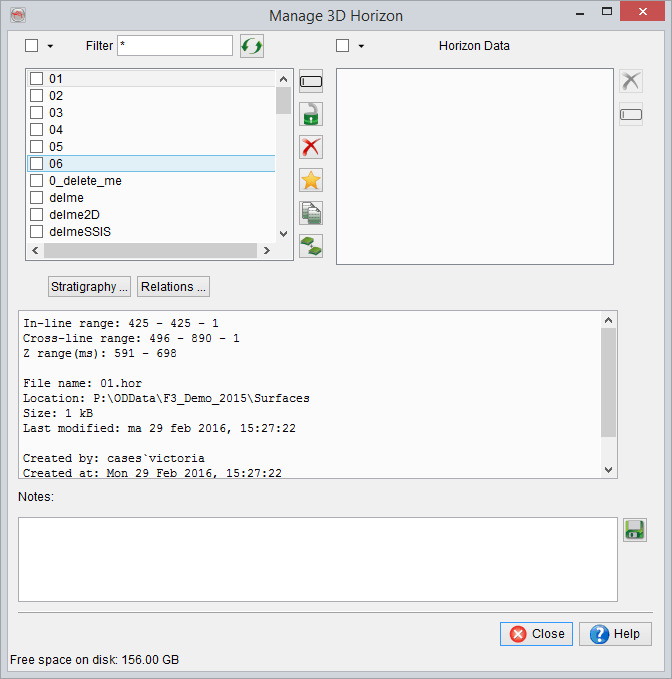 Manage 3D Horizon
Filter *
Horizon Data
01
02
03
04
05
06
0_delete_me
delme
delme2D
delmeSSIS
Stratigraphy ...
Relations ...
In-line range: 425 - 425 - 1
Cross-line range: 496 - 890 - 1
Z range(ms): 591 - 698
File name: 01.hor
Location: P:\ODData\F3_Demo_2015\Surfaces
Size: 1 kB
Last modified: ma 29 feb 2016, 15:27:22
Created by: cases`victoria
Created at: Mon 29 Feb 2016, 15:27:22
Notes:
Close
Help
Free space on disk: 156.00 GB